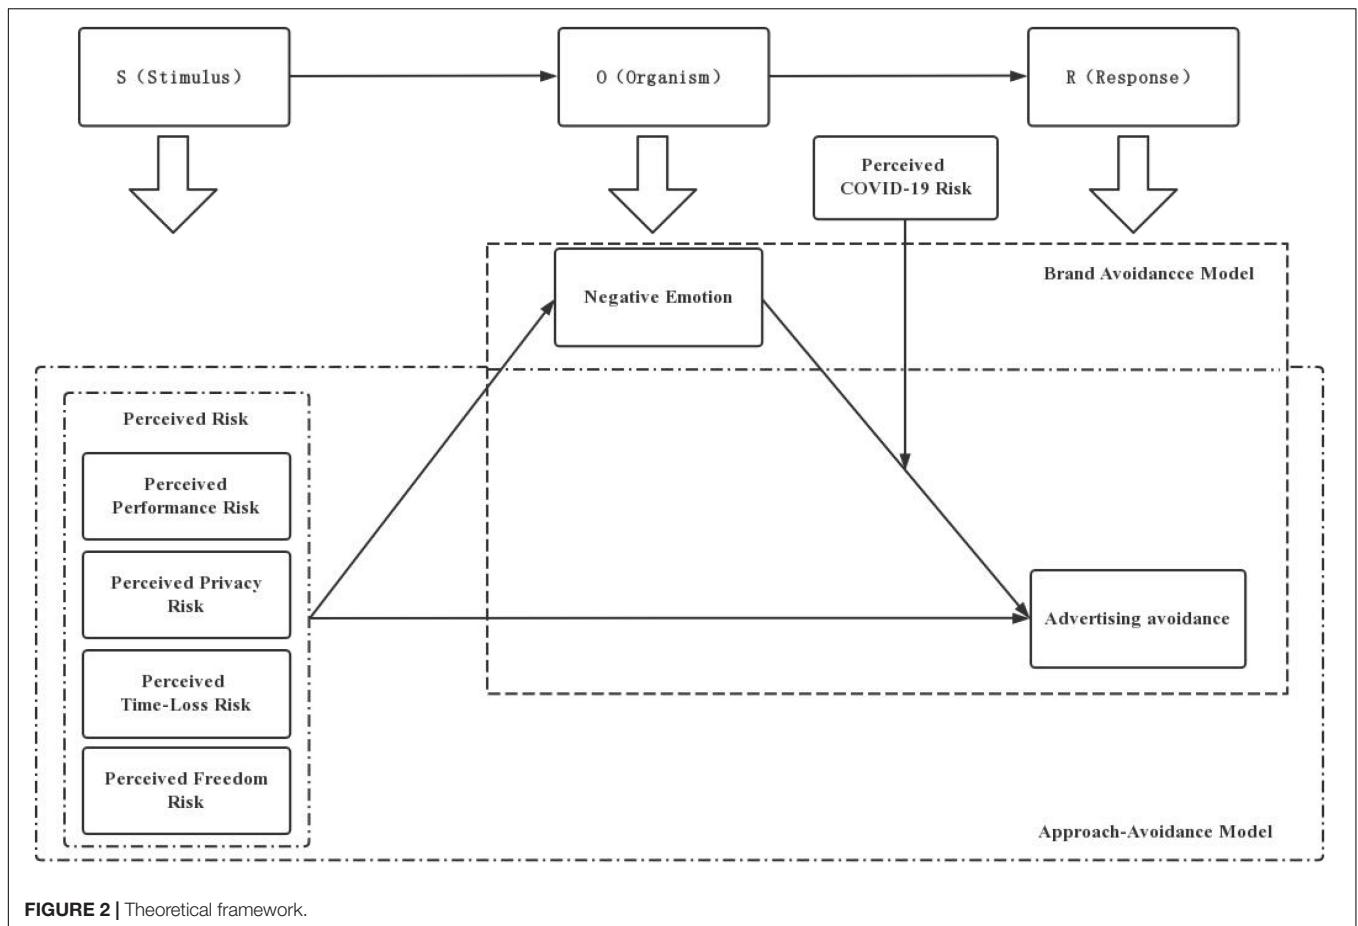 S（Stimulus）
O（Organism）
R（Response）
Perceived
COVID-19 Risk
Brand Avoidancce Model
Negative Emotion
Perceived Risk
Perceived
Performance Risk
Perceived Privacy
Risk
Perceived
Time-Loss Risk
Perceived Freedom
Risk
Advertising avoidance
Approach-Avoidance Model
FIGURE 2 | Theoretical framework.